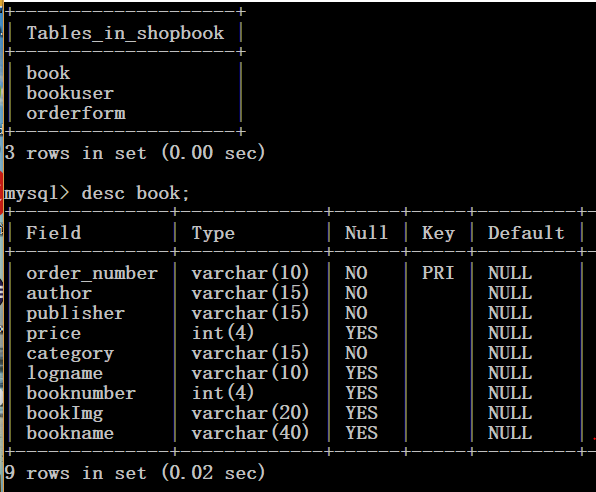 +--------------------+
| Tables_in_shopbook |
+--------------------+
| book               |
| bookuser           |
| orderform          |
+--------------------+
3 rows in set (0.00 sec)
mysql> desc book;
+--------------+-------------+------+-----+---------+
| Field        | Type        | Null | Key | Default |
+--------------+-------------+------+-----+---------+
| order_number | varchar(10) | NO   | PRI | NULL    |
| author       | varchar(15) | NO   |     | NULL    |
| publisher    | varchar(15) | NO   |     | NULL    |
| price        | int(4)      | YES  |     | NULL    |
| category     | varchar(15) | NO   |     | NULL    |
| logname      | varchar(10) | YES  |     | NULL    |
| booknumber   | int(4)      | YES  |     | NULL    |
| bookImg      | varchar(20) | YES  |     | NULL    |
| bookname     | varchar(40) | YES  |     | NULL    |
+--------------+-------------+------+-----+---------+
9 rows in set (0.02 sec)